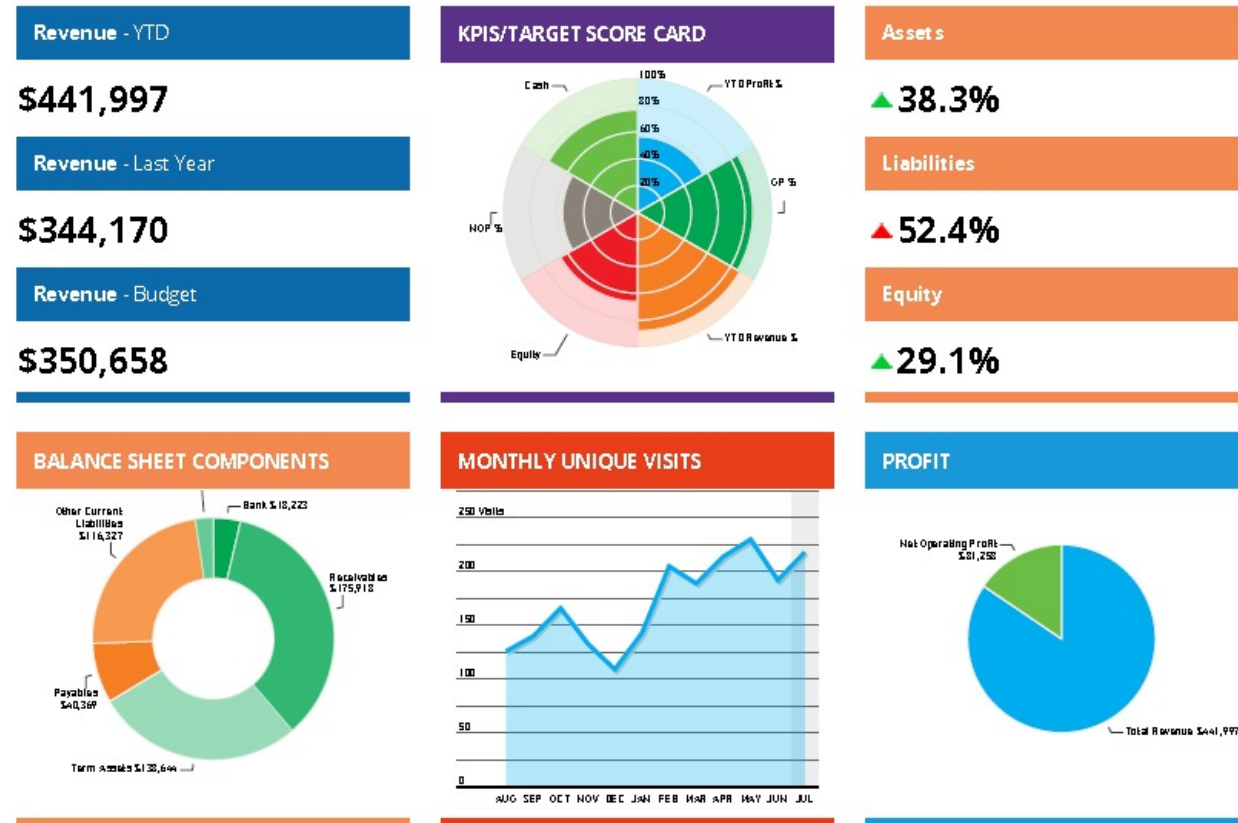 Revenue - YTD
$441,997
Revenue - Last Year
$344,170
Revenue - Budget
$350,658
KPIS/TARGET SCORE CARD
Cash
100%
80%
60%
40%
20%
YTD Profit %
GP %
NOP %
Equity
YTD Revenue %
Assets
38.3%
Liabilities
52.4%
Equity
29.1%
BALANCE SHEET COMPONENTS
Bank $18,223
Other Current
Liabilities
$116,327
Receivables
$175,918
Payables
$40,369
Term Assets $138,644
MONTHLY UNIQUE VISITS
250 Visits
200
150
100
50
0
AUG SEP OCT NOV DEC JAN FEB MAR APR MAY JUN JUL
PROFIT
Net Operating Profit
$81,258
Total Revenue $441,997